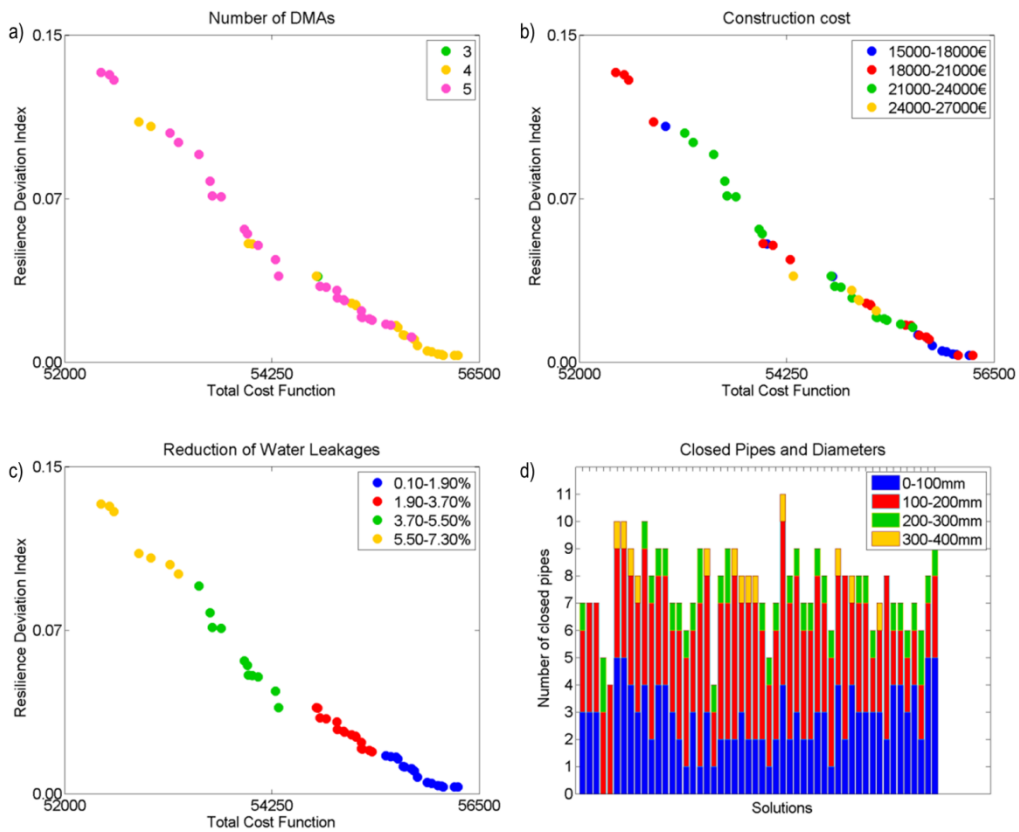 a)
Number of DMAs
0.15
0.07
0.00
Resilience Deviation Index
3
4
5
52000
54250
56500
Total Cost Function
b)
Construction cost
0.15
0.07
0.00
Resilience Deviation Index
15000-18000€
18000-21000€
21000-24000€
24000-27000€
52000
54250
56500
Total Cost Function
c)
Reduction of Water Leakages
0.15
0.07
0.00
Resilience Deviation Index
0.10-1.90%
1.90-3.70%
3.70-5.50%
5.50-7.30%
52000
54250
56500
Total Cost Function
d)
Closed Pipes and Diameters
11
10
9
8
7
6
5
4
3
2
1
0
Number of closed pipes
0-100mm
100-200mm
200-300mm
300-400mm
Solutions